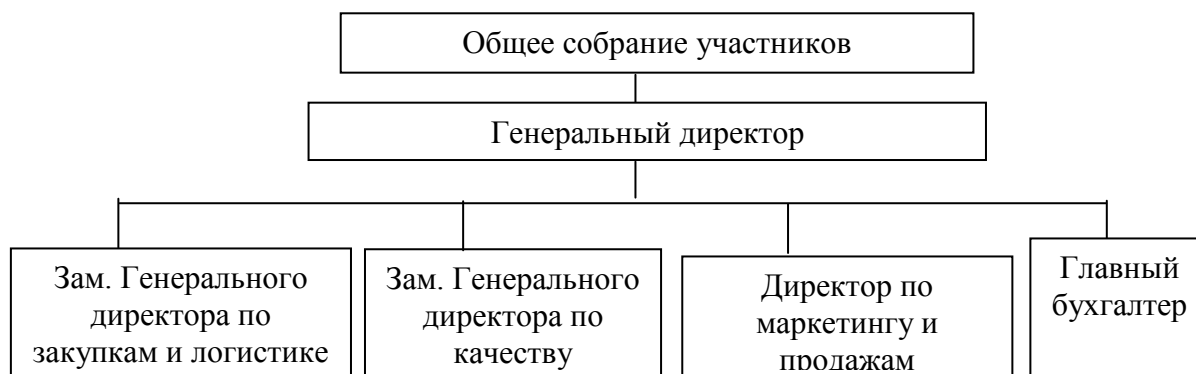 Общее собрание участников
Генеральный директор
Зам. Генерального
директора по
закупкам и логистике
Зам. Генерального
директора по
качеству
Директор по
маркетингу и
продажам
Главный
бухгалтер